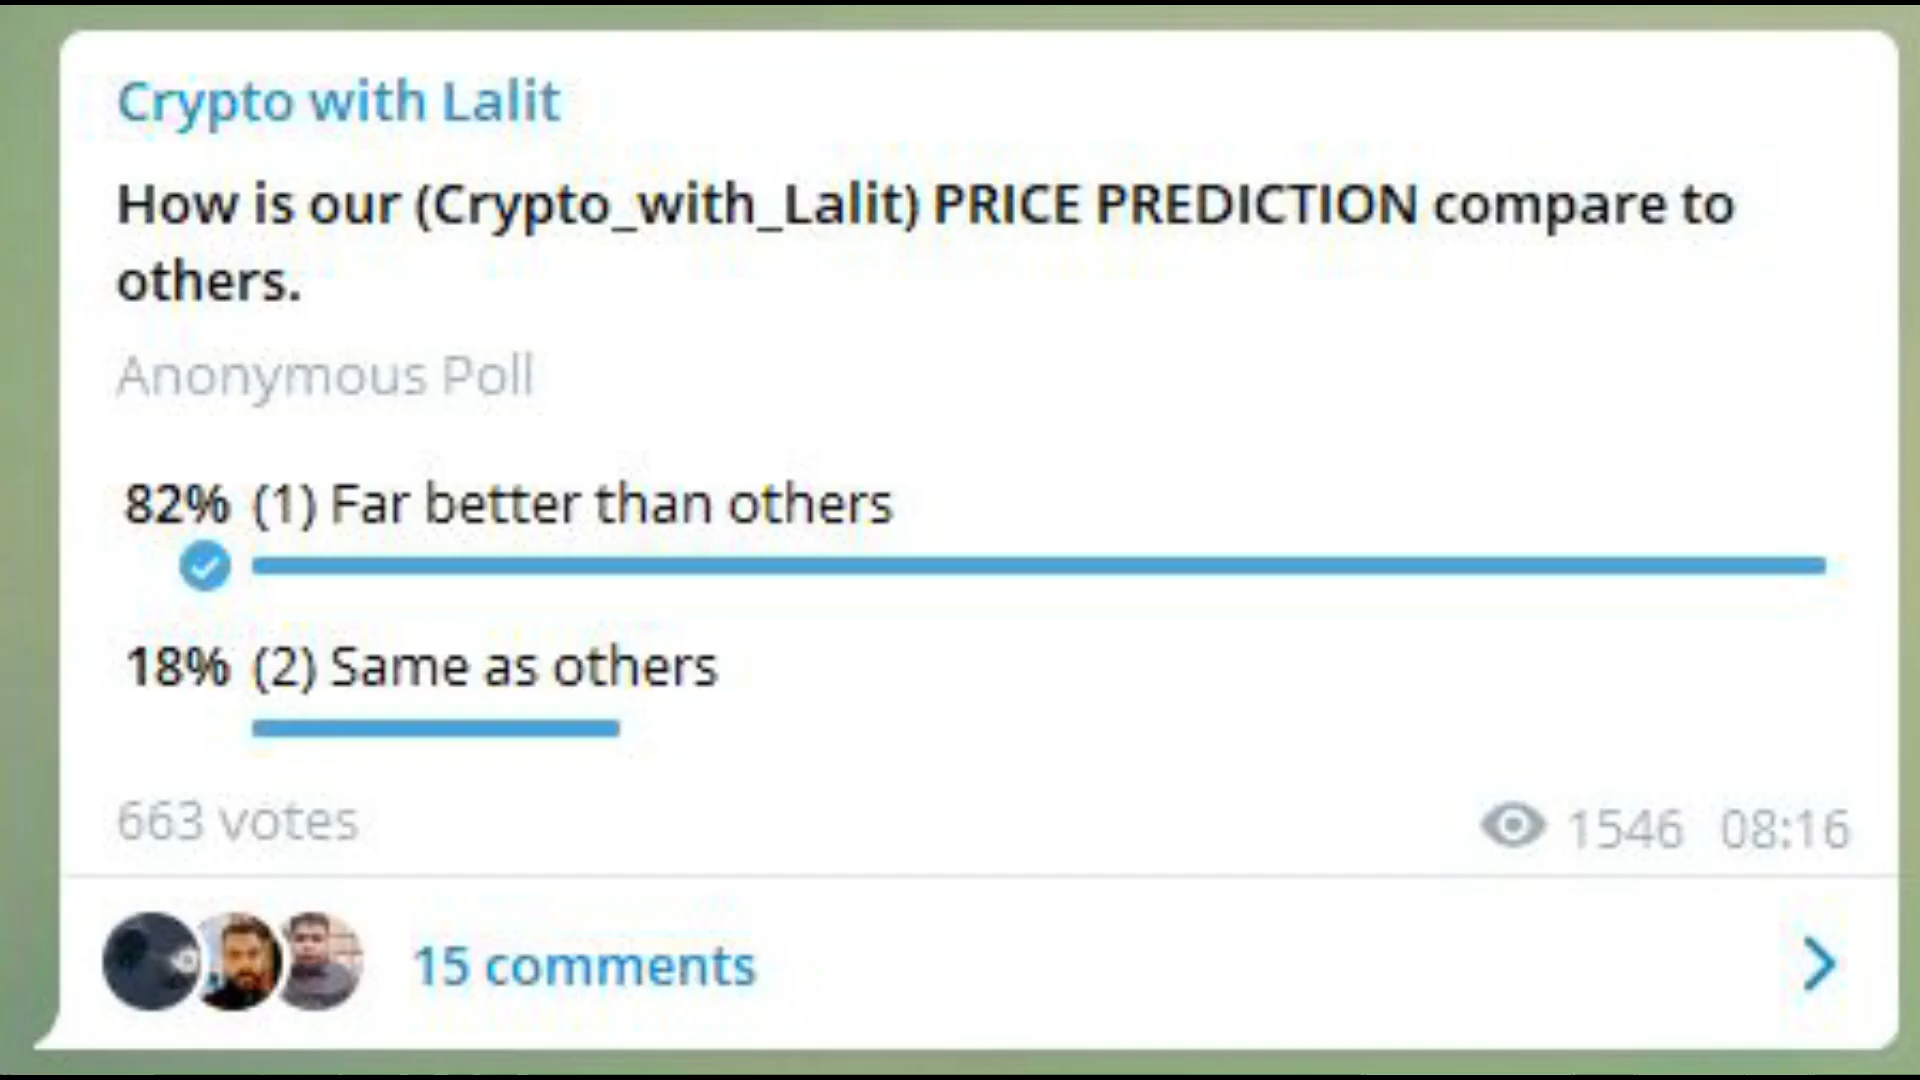 Crypto with Lalit
How is our (Crypto_with_Lalit) PRICE PREDICTION compare to
others.
Anonymous Poll
82% (1) Far better than others
18% (2) Same as others
663 votes 1546 08:16
15 comments